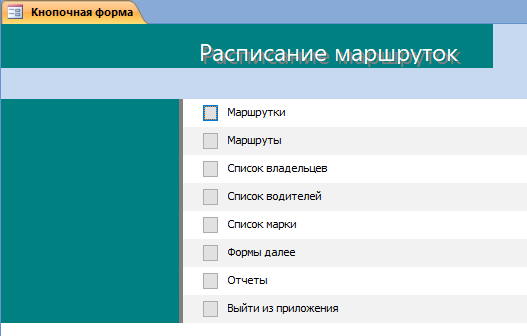 Кнопочная форма
Расписание маршруток
Маршрутки
Маршруты
Список владельцев
Список водителей
Список марки
Формы далее
Отчеты
Выйти из приложения